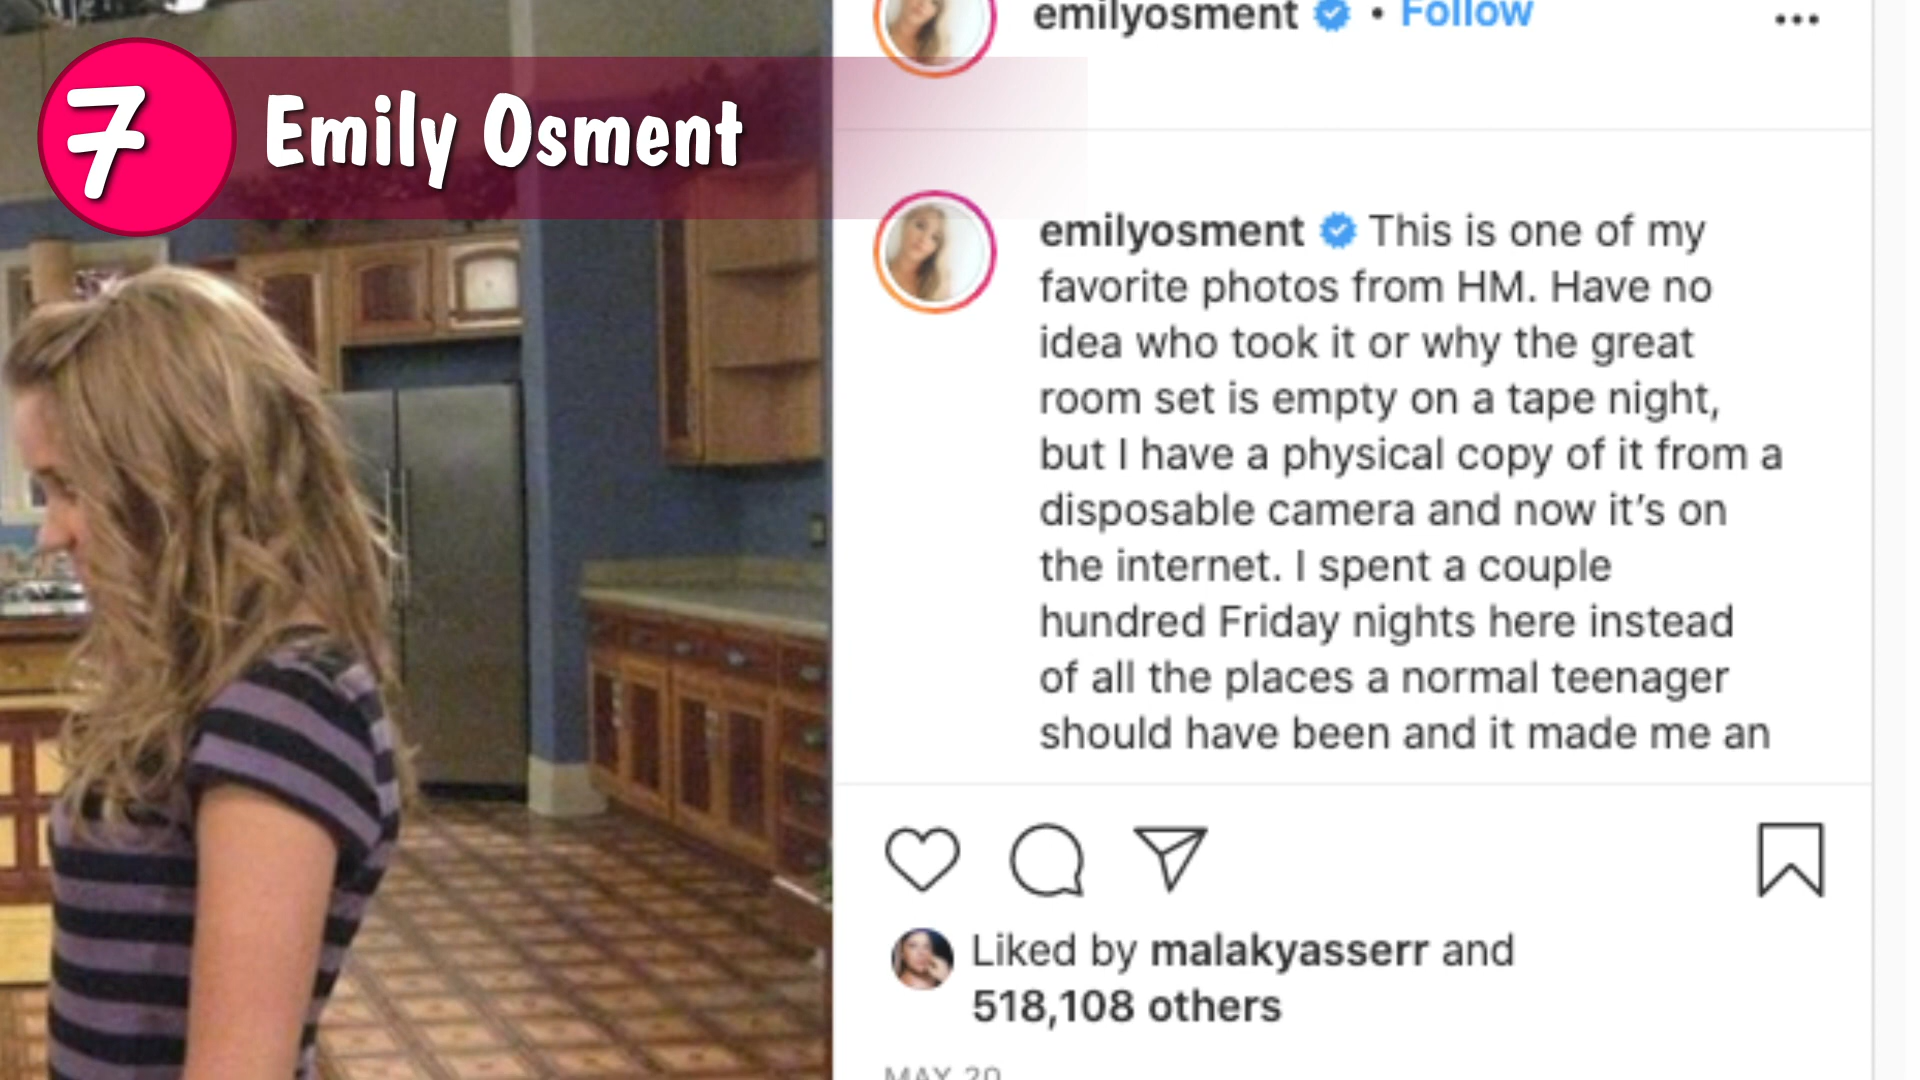 7 Emily Osment
emilyosment • Follow
emilyosment This is one of my
favorite photos from HM. Have no
idea who took it or why the great
room set is empty on a tape night,
but I have a physical copy of it from a
disposable camera and now it’s on
the internet. I spent a couple
hundred Friday nights here instead
of all the places a normal teenager
should have been and it made me an
Liked by malakyasserr and
518,108 others
MAY 20